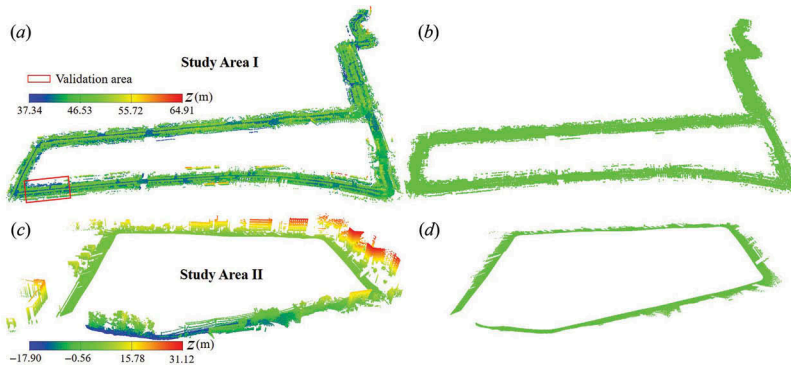 (a)
Study Area I
Validation area
z(m)
37.34 46.53 55.72 64.91
(b)
(c)
Study Area II
z(m)
−17.90 −0.56 15.78 31.12
(d)